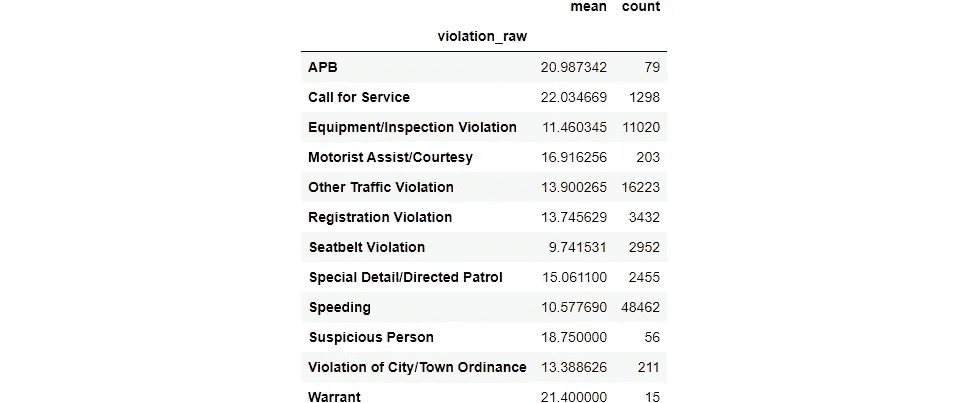 mean count
violation_raw
APB 20.987342 79
Call for Service 22.034669 1298
Equipment/Inspection Violation 11.460345 11020
Motorist Assist/Courtesy 16.916256 203
Other Traffic Violation 13.900265 16223
Registration Violation 13.745629 3432
Seatbelt Violation 9.741531 2952
Special Detail/Directed Patrol 15.061100 2455
Speeding 10.577690 48462
Suspicious Person 18.750000 56
Violation of City/Town Ordinance 13.388626 211
Warrant 21.400000 15